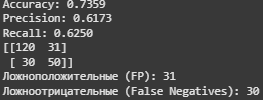 Accuracy: 0.7359
Precision: 0.6173
Recall: 0.6250
[[120  31]
 [ 30  50]]
Ложноположительные (FP): 31
Ложноотрицательные (False Negatives): 30